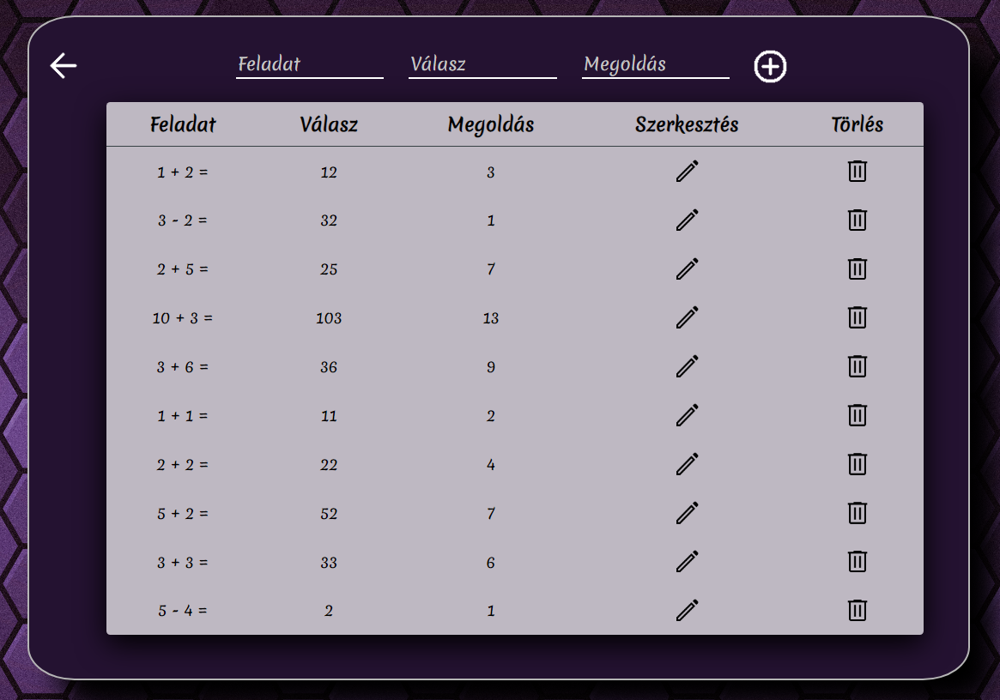 Feladat Válasz Megoldás
Feladat Válasz Megoldás Szerkesztés Törlés
1 + 2 = 12 3
3 - 2 = 32 1
2 + 5 = 25 7
10 + 3 = 103 13
3 + 6 = 36 9
1 + 1 = 11 2
2 + 2 = 22 4
5 + 2 = 52 7
3 + 3 = 33 6
5 - 4 = 2 1